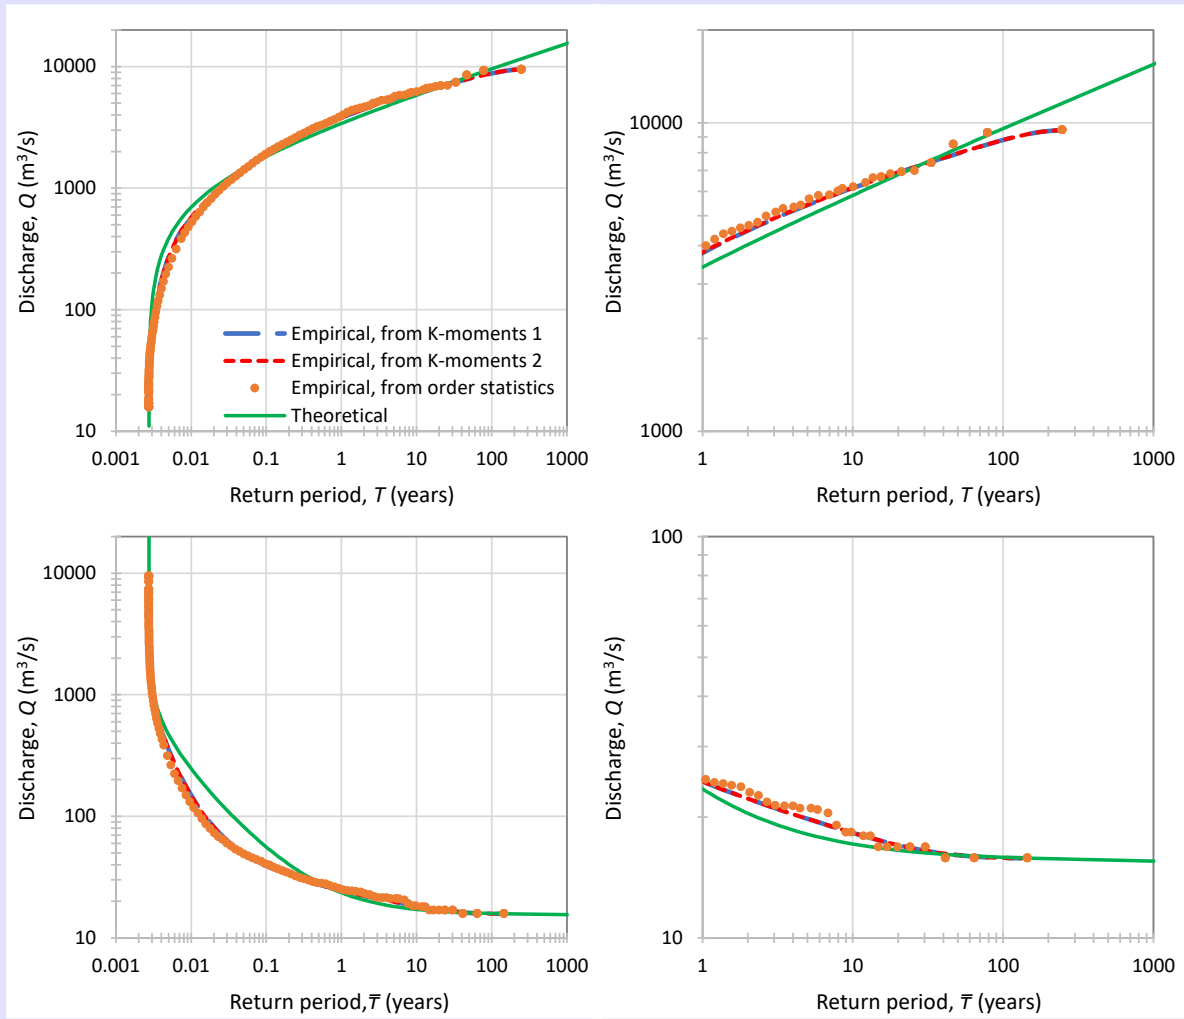 10000
1000
100
10
0.001 0.01 0.1 1 10 100 1000
Discharge, Q (m³/s)
Return period, T (years)
Empirical, from K-moments 1
Empirical, from K-moments 2
Empirical, from order statistics
Theoretical
10000
1000
1 10 100 1000
Discharge, Q (m³/s)
Return period, T (years)
10000
1000
100
10
0.001 0.01 0.1 1 10 100 1000
Discharge, Q (m³/s)
Return period,T̅ (years)
100
10
1 10 100 1000
Discharge, Q (m³/s)
Return period, T̅ (years)